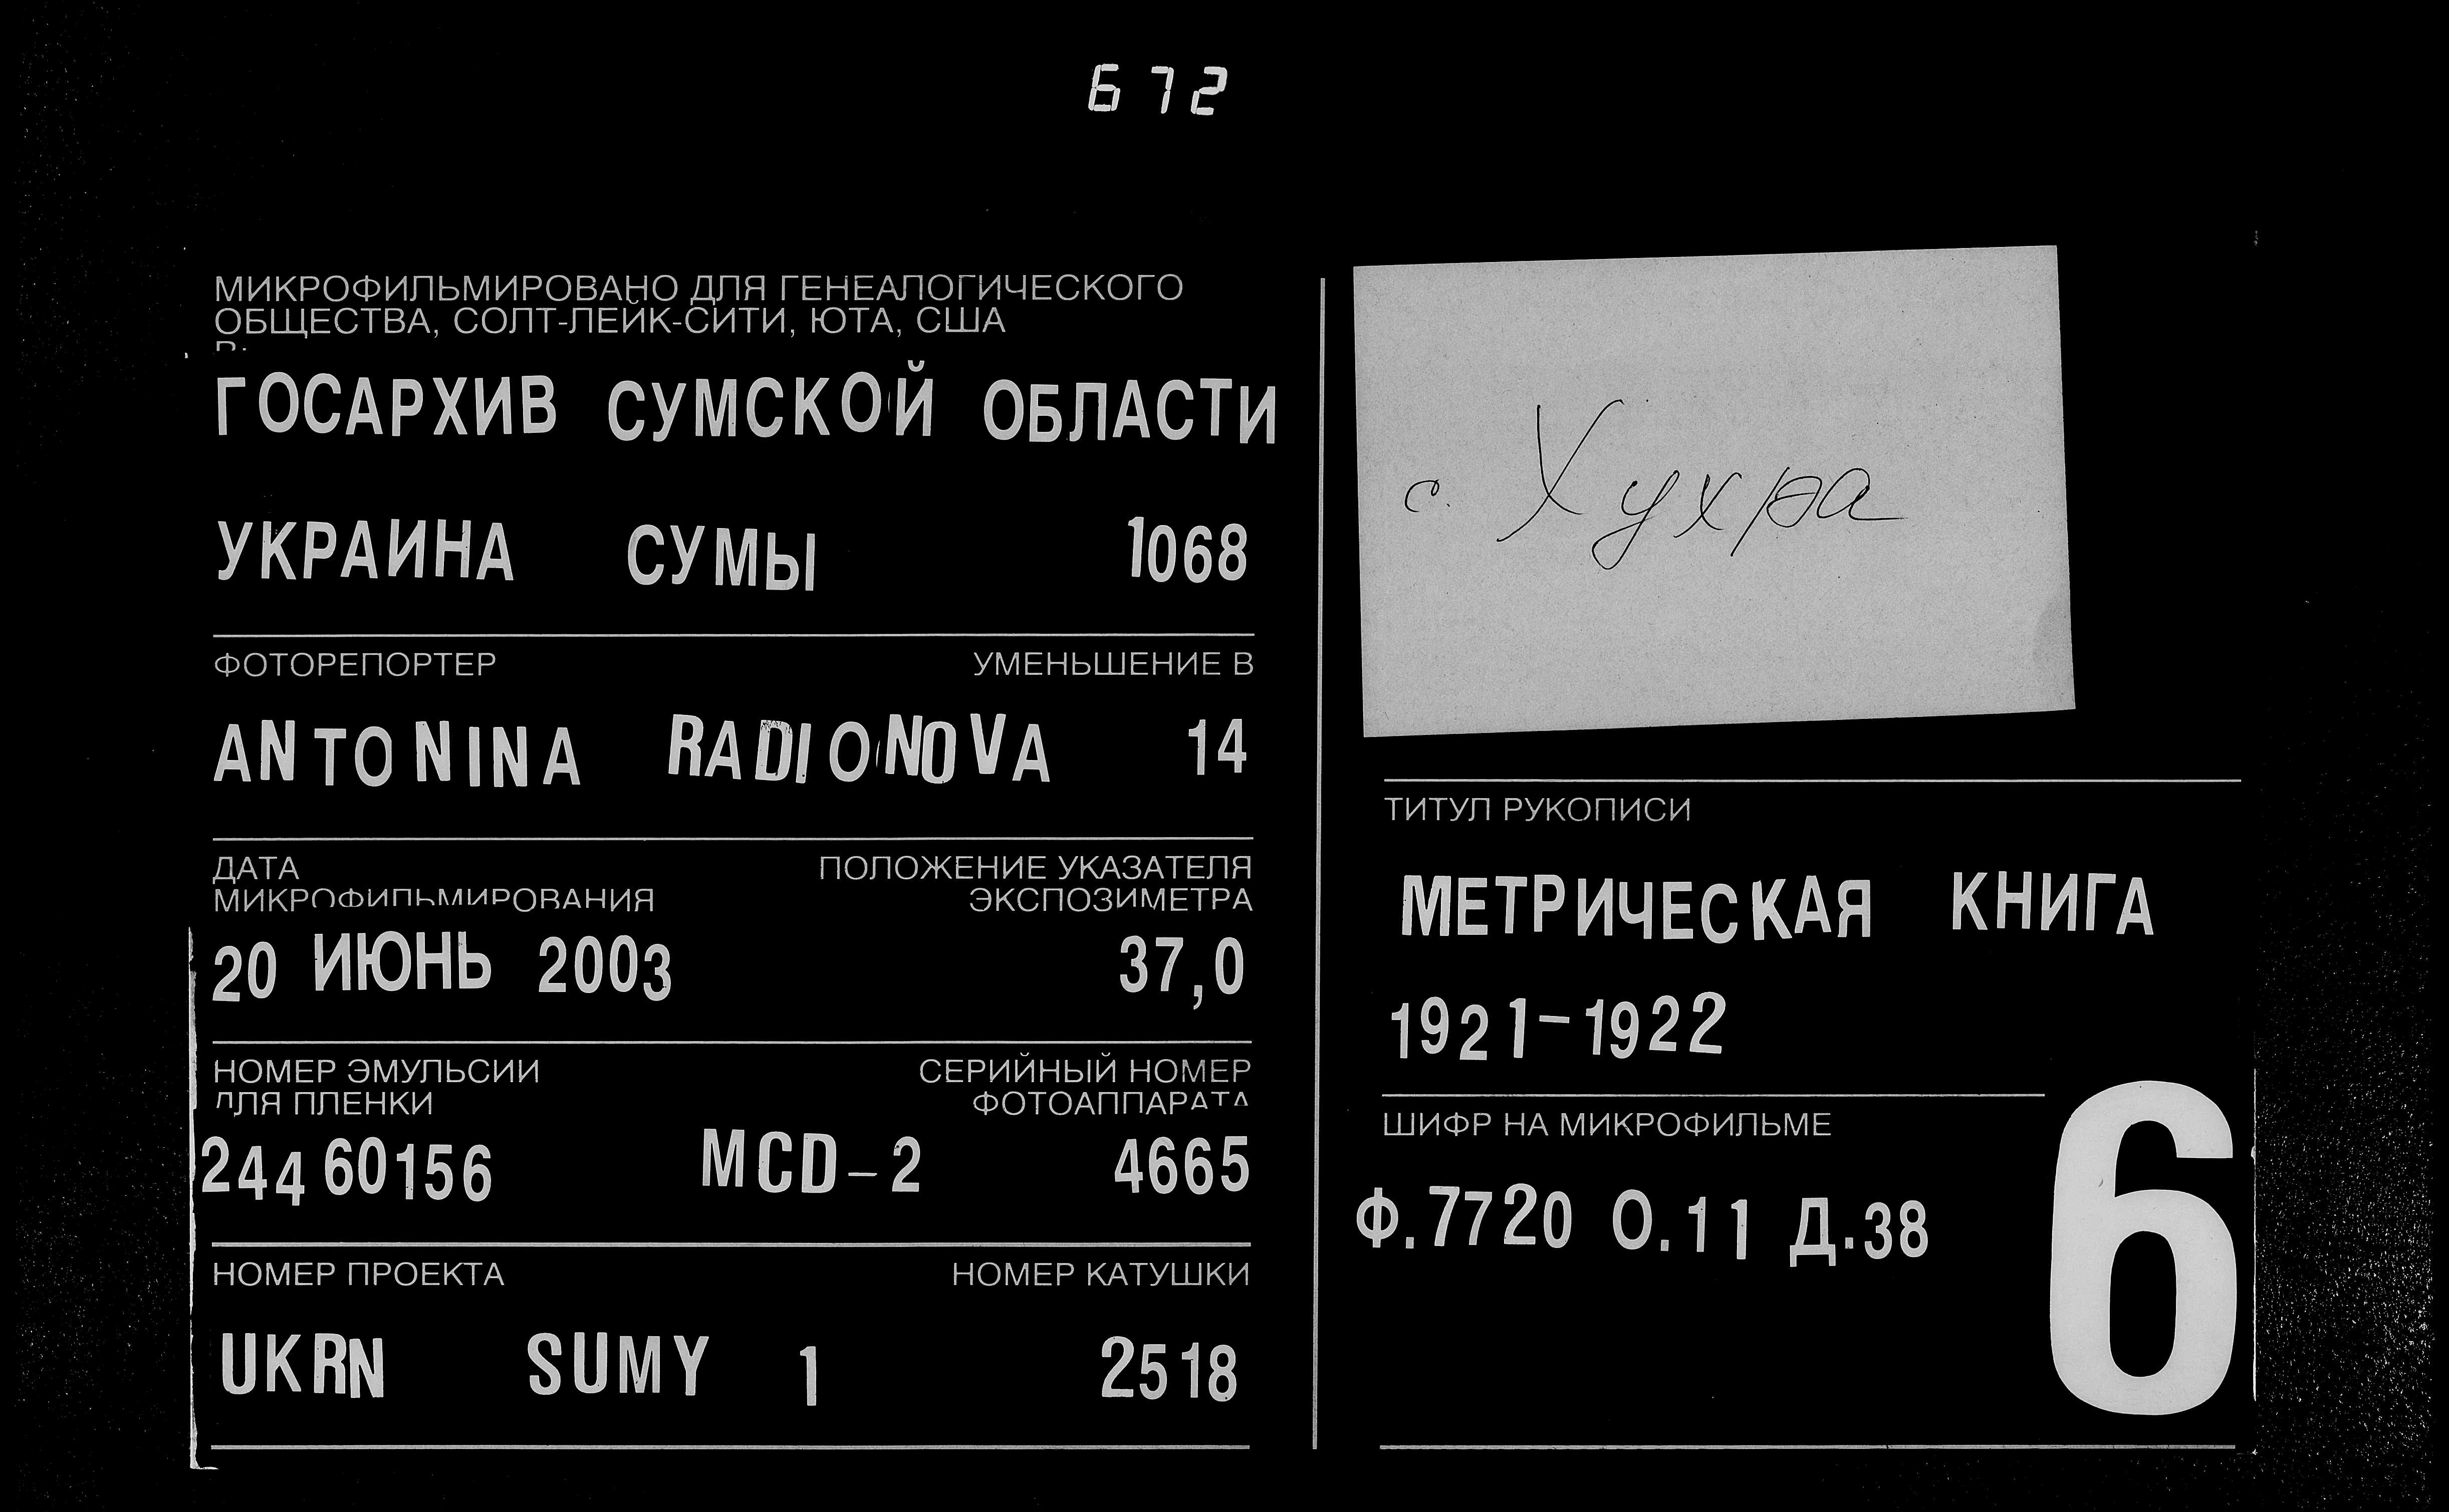 672
МИКРОФИЛЬМИРОВАНО ДЛЯ ГЕНЕАЛОГИЧЕСКОГО
ОБЩЕСТВА, СОЛТ-ЛЕЙК-СИТИ, ЮТА, США
В:
ГОСАРХИВ СУМСКОЙ ОБЛАСТИ
УКРАИНА СУМЫ 1068
ФОТОРЕПОРТЕР УМЕНЬШЕНИЕ В
ANTONINA RADIONOVA 14
ДАТА ПОЛОЖЕНИЕ УКАЗАТЕЛЯ
МИКРОФИЛЬМИРОВАНИЯ ЭКСПОЗИМЕТРА
20 ИЮНЬ 2003 37,0
НОМЕР ЭМУЛЬСИИ СЕРИЙНЫЙ НОМЕР
ДЛЯ ПЛЕНКИ ФОТОАППАРАТА
24460156 MCD-2 4665
НОМЕР ПРОЕКТА НОМЕР КАТУШКИ
UKRN SUMY 1 2518
с. Хухра
ТИТУЛ РУКОПИСИ
МЕТРИЧЕСКАЯ КНИГА
1921-1922
ШИФР НА МИКРОФИЛЬМЕ
Ф.7720 О.11 Д.38
6